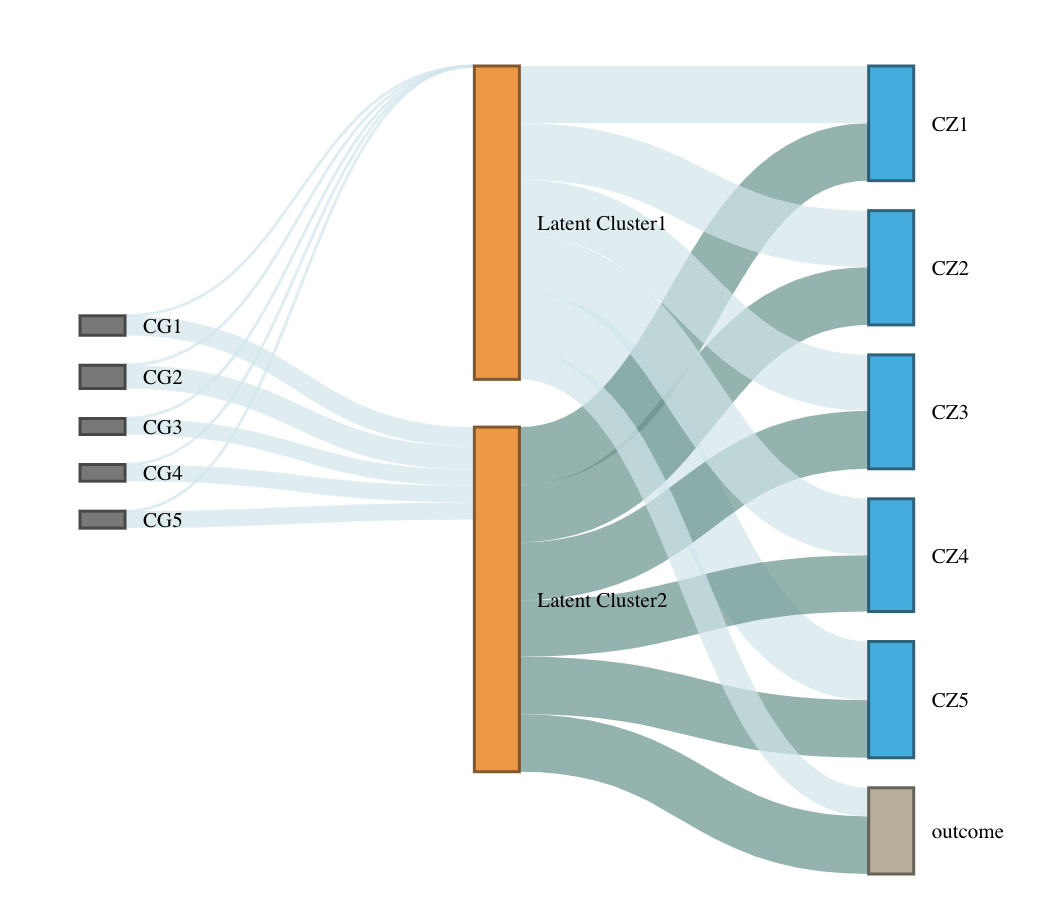 CG1
CG2
CG3
CG4
CG5
Latent Cluster1
Latent Cluster2
CZ1
CZ2
CZ3
CZ4
CZ5
outcome